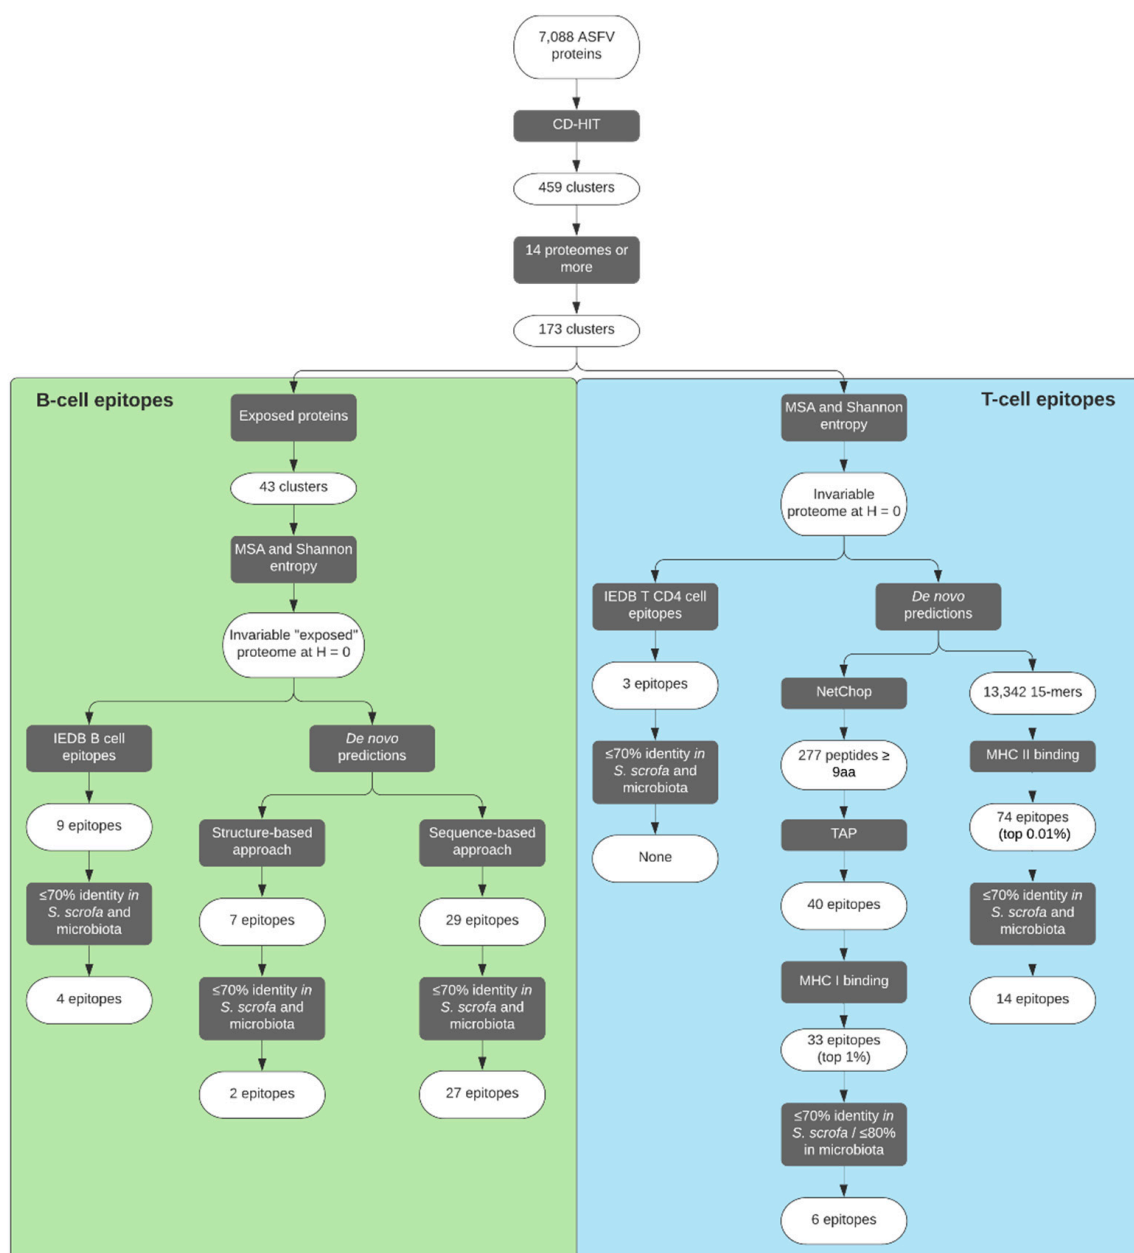 7,088 ASFV
proteins
CD-HIT
459 clusters
14 proteomes or
more
173 clusters
B-cell epitopes
Exposed proteins
43 clusters
MSA and Shannon
entropy
Invariable "exposed"
proteome at H = 0
IEDB B cell
epitopes
9 epitopes
≤70% identity in
S. scrofa and
microbiota
4 epitopes
De novo
predictions
Structure-based
approach
7 epitopes
≤70% identity in
S. scrofa and
microbiota
2 epitopes
Sequence-based
approach
29 epitopes
≤70% identity in
S. scrofa and
microbiota
27 epitopes
T-cell epitopes
MSA and Shannon
entropy
Invariable
proteome at H = 0
IEDB T CD4 cell
epitopes
3 epitopes
≤70% identity in
S. scrofa and
microbiota
None
De novo
predictions
NetChop
277 peptides ≥
9aa
TAP
40 epitopes
MHC I binding
33 epitopes
(top 1%)
≤70% identity in
S. scrofa / ≤80%
in microbiota
6 epitopes
13,342 15-mers
MHC II binding
74 epitopes
(top 0.01%)
≤70% identity in
S. scrofa and
microbiota
14 epitopes